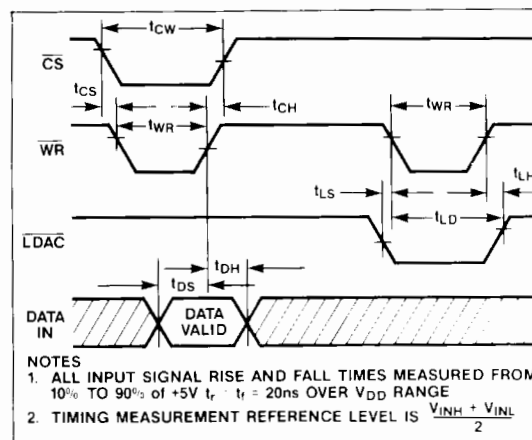 tCW
CS
tCS
tCH
tWR
tWR
WR
tLS
tLH
tLD
LDAC
tDH
tDS
DATA IN
DATA VALID
NOTES
1. ALL INPUT SIGNAL RISE AND FALL TIMES MEASURED FROM
10% TO 90% of +5V tr tf = 20ns OVER VDD RANGE
2. TIMING MEASUREMENT REFERENCE LEVEL IS VINH + VINL
2